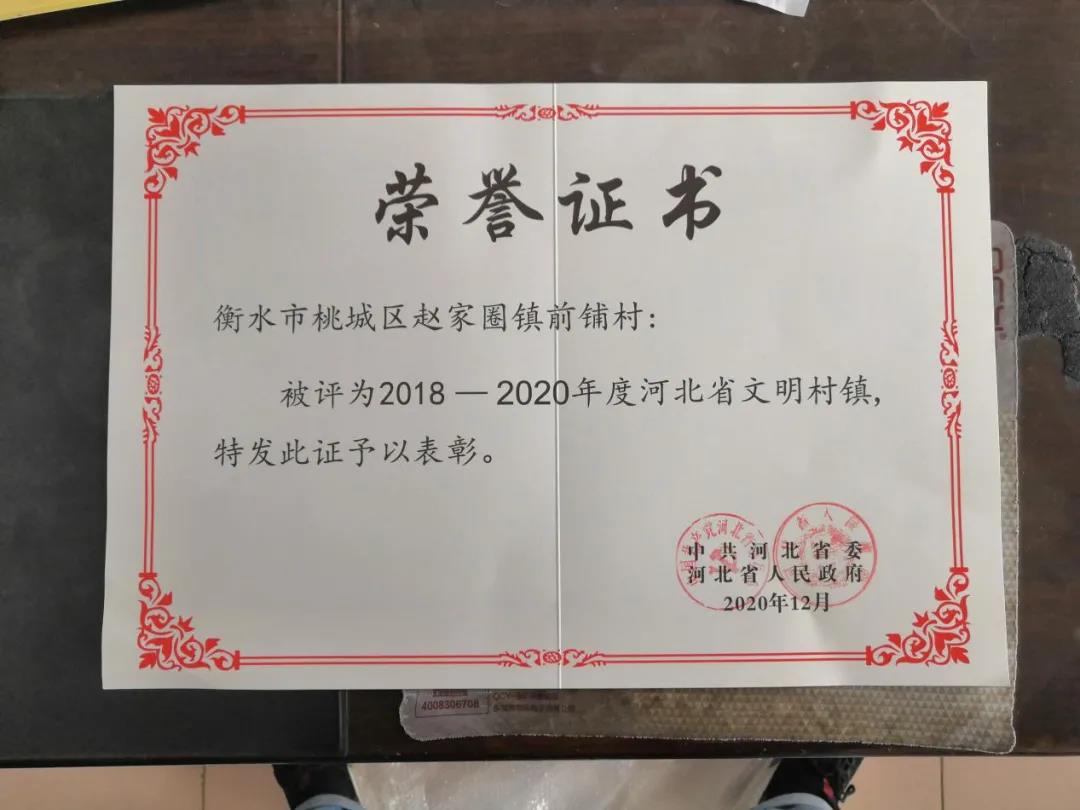 荣誉证书
衡水市桃城区赵家圈镇前铺村：
被评为2018—2020年度河北省文明村镇，
特发此证予以表彰。
中共河北省委
河北省人民政府
2020年12月
4008306708